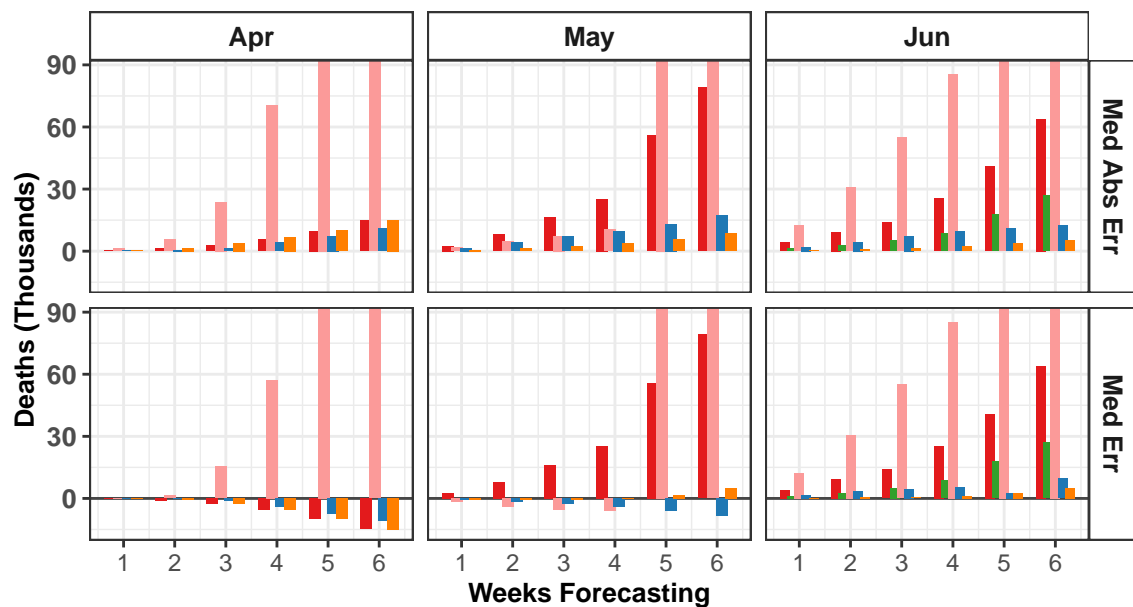 Apr May Jun
90
60
30
0
Med Abs Err
90
60
30
0
Med Err
Deaths (Thousands)
1 2 3 4 5 6 1 2 3 4 5 6 1 2 3 4 5 6
Weeks Forecasting